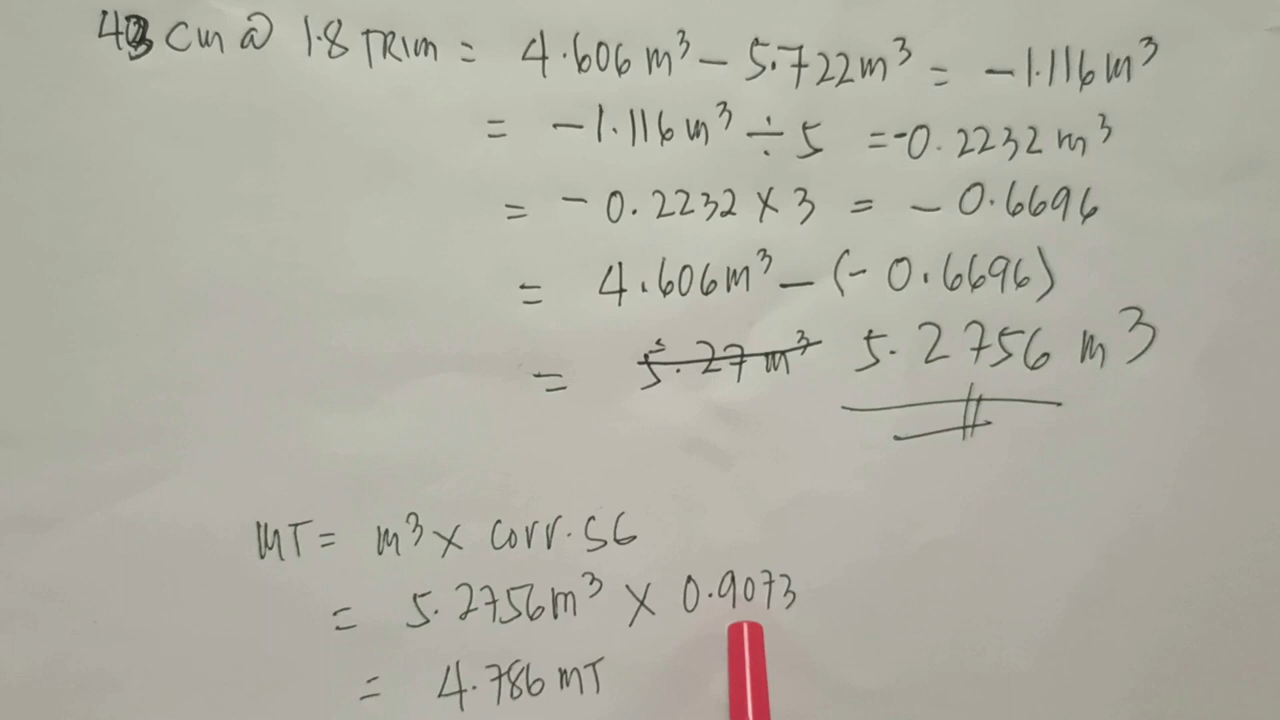 43 cm @ 1.8 TRIM = 4.606 m³ - 5.722 m³ = -1.116 m³
= -1.116 m³ ÷ 5 = -0.2232 m³
= -0.2232 x 3 = -0.6696
= 4.606 m³ - (-0.6696)
= 5.27 m³ 5.2756 m3
MT = m3 x corr. SG
= 5.2756 m3 x 0.9073
= 4.786 MT